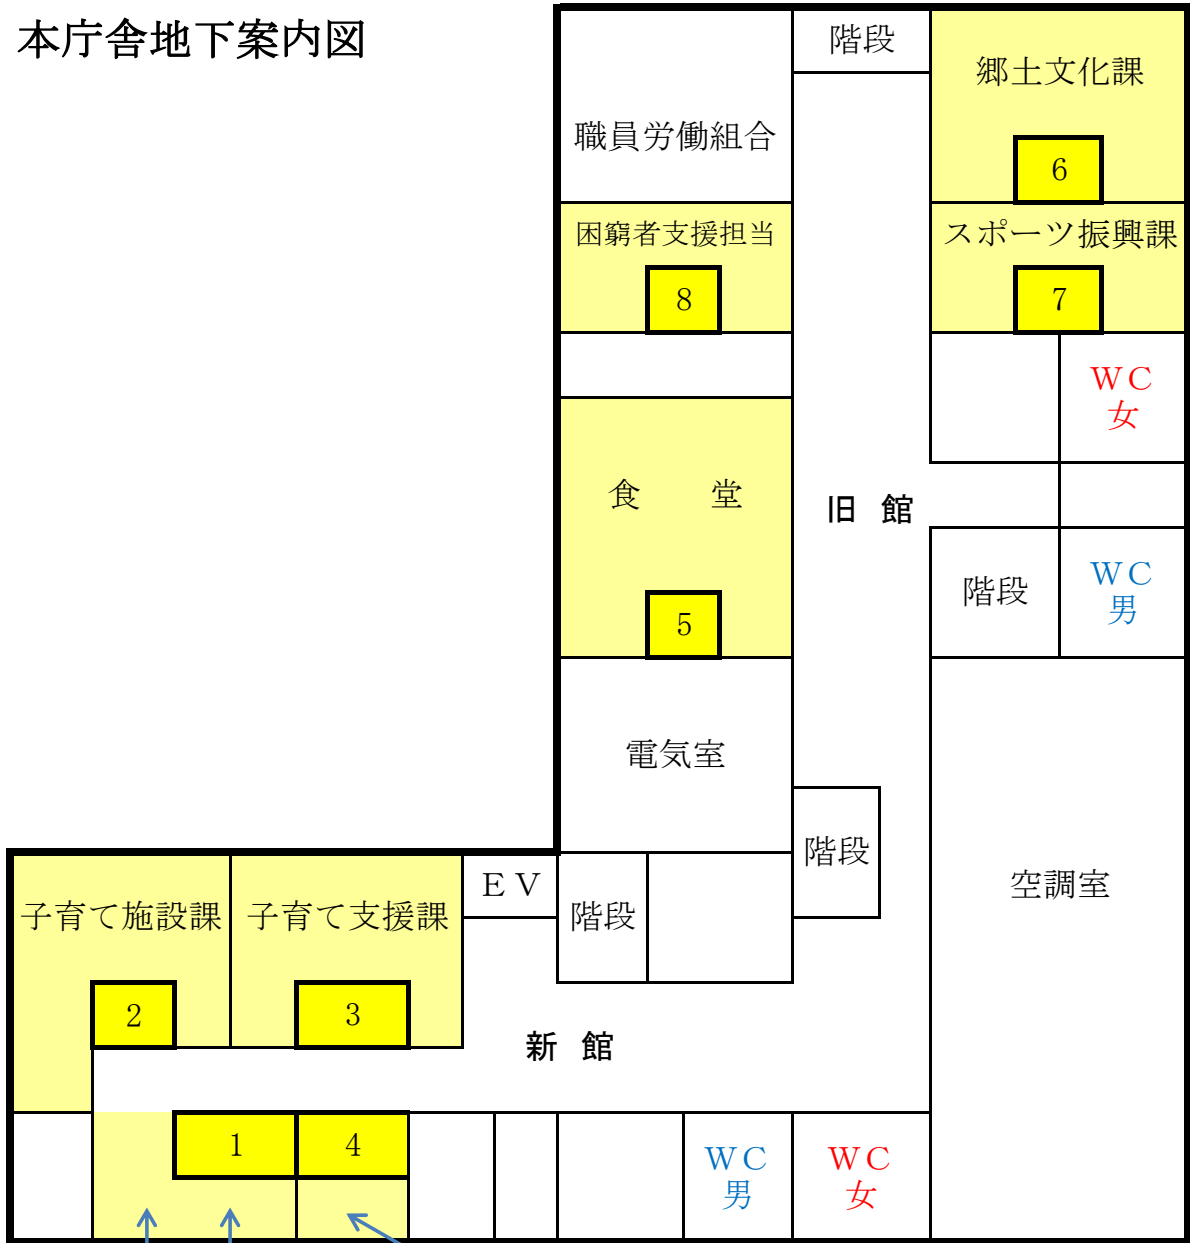 本庁舎地下案内図
階段
郷土文化課
職員労働組合
6
困窮者支援担当
スポーツ振興課
8
7
WC
女
食　　堂
旧 館
階段
WC
男
5
電気室
階段
空調室
子育て施設課
子育て支援課
EV
階段
2
3
新 館
1
4
WC
男
WC
女